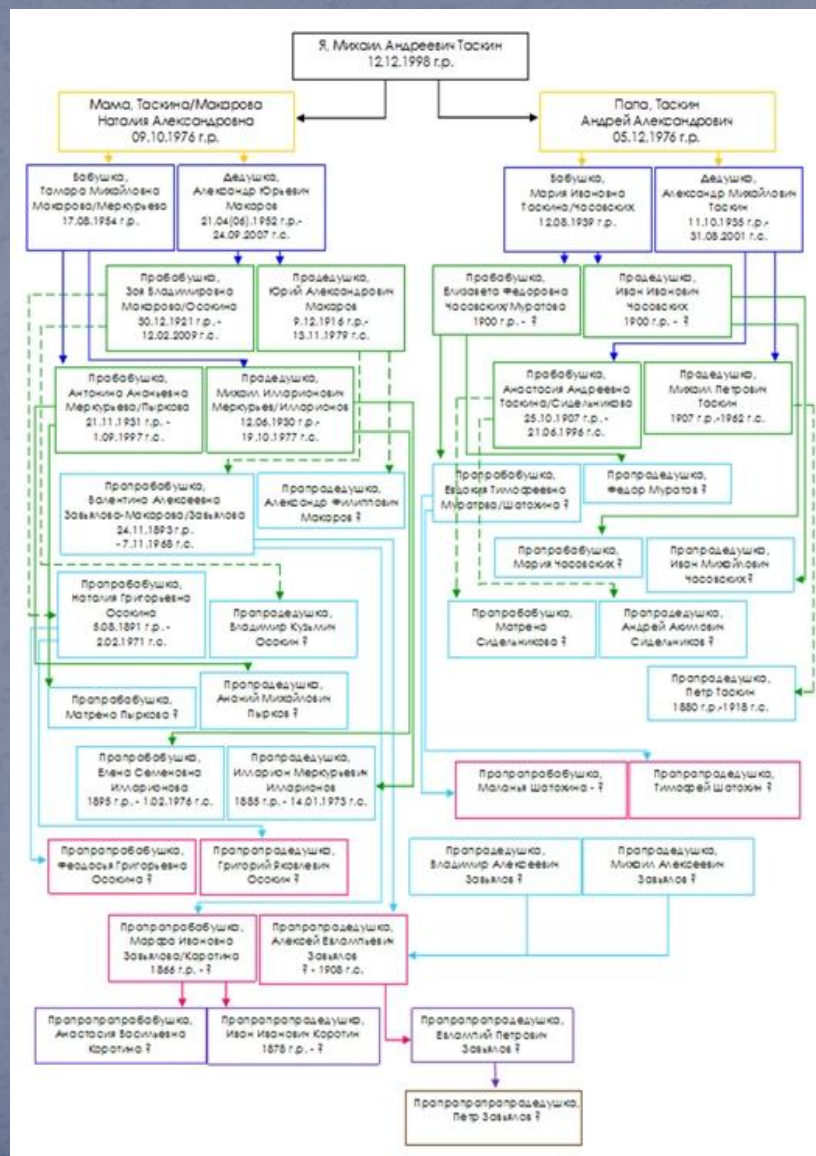 Я, Михаил Андреевич Таскин
12.12.1998 г.р.
Мама, Таскина/Макарова
Наталия Александровна
09.10.1976 г.р.
Папа, Таскин
Андрей Александрович
05.12.1976 г.р.
Бабушка,
Тамара Михайловна
Макарова/Меркурьева
17.08.1954 г.р.
Дедушка,
Александр Юрьевич
Макаров
21.04(06).1952 г.р.-
24.09.2007 г.с.
Бабушка,
Мария Ивановна
Таскина/Часовских
12.08.1939 г.р.
Дедушка,
Александр Михайлович
Таскин
11.10.1935 г.р.-
31.08.2001 г.с.
Прабабушка,
Зоя Владимировна
Макарова/Осокина
30.12.1921 г.р. -
12.02.2009 г.с.
Прадедушка,
Юрий Александрович
Макаров
9.12.1916 г.р.-
13.11.1979 г.с.
Прабабушка,
Елизавета Федоровна
Часовских/Муратова
1900 г.р. - ?
Прадедушка,
Иван Иванович
Часовских
1900 г.р. - ?
Прабабушка,
Антонина Ананьевна
Меркурьева/Пыркова
21.11.1931 г.р. -
1.09.1997 г.с.
Прадедушка,
Михаил Илларионович
Меркурьев/Илларионов
12.06.1930 г.р.-
19.10.1977 г.с.
Прабабушка,
Анастасия Андреевна
Таскина/Сидельникова
25.10.1907 г.р. -
21.06.1996 г.с.
Прадедушка,
Михаил Петрович
Таскин
1907 г.р.-1962 г.с.
Прапрабабушка,
Валентина Алексеевна
Завьялова-Макарова/Завьялова
24.11.1893 г.р.
- 7.11.1968 г.с.
Прапрадедушка,
Александр Филиппович
Макаров ?
Прапрабабушка,
Евдокия Тимофеевна
Муратова/Шатохина ?
Прапрадедушка,
Федор Муратов ?
Прапрабабушка,
Мария Часовских ?
Прапрадедушка,
Иван Михайлович
Часовских ?
Прапрабабушка,
Наталия Григорьевна
Осокина
5.08.1891 г.р. -
2.02.1971 г.с.
Прапрадедушка,
Владимир Кузьмич
Осокин ?
Прапрабабушка,
Матрена
Сидельникова ?
Прапрадедушка,
Андрей Акимович
Сидельников ?
Прапрабабушка,
Матрена Пыркова ?
Прапрадедушка,
Ананий Михайлович
Пырков ?
Прапрадедушка,
Петр Таскин
1880 г.р.-1918 г.с.
Прапрабабушка,
Елена Семеновна
Илларионова
1895 г.р. - 1.02.1976 г.с.
Прапрадедушка,
Илларион Меркурьевич
Илларионов
1885 г.р. - 14.01.1973 г.с.
Прапрапрабабушка,
Маланья Шатохина - ?
Прапрапрадедушка,
Тимофей Шатохин ?
Прапрапрабабушка,
Феодосья Григорьевна
Осокина ?
Прапрапрадедушка,
Григорий Яковлевич
Осокин ?
Прапрадедушка,
Владимир Алексеевич
Завьялов ?
Прапрадедушка,
Михаил Алексеевич
Завьялов ?
Прапрапрабабушка,
Марфа Ивановна
Завьялова/Каротина
1866 г.р. - ?
Прапрапрадедушка,
Алексей Евлампьевич
Завьялов
? - 1908 г.с.
Прапрапрапрабабушка,
Анастасия Васильевна
Коротина ?
Прапрапрапрадедушка,
Иван Иванович Коротин
1878 г.р. - ?
Прапрапрапрадедушка,
Евлампий Петрович
Завьялов ?
Прапрапрапрапрадедушка,
Петр Завьялов ?